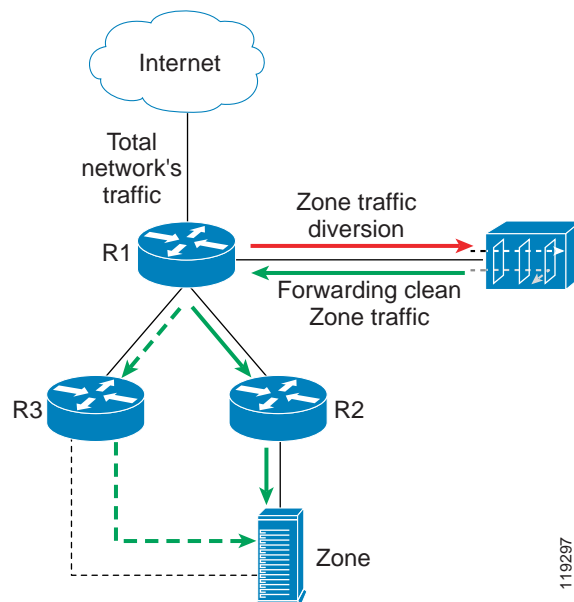 Internet
Total
network's
traffic
Zone traffic
diversion
R1
Forwarding clean
Zone traffic
R3
R2
Zone
119297